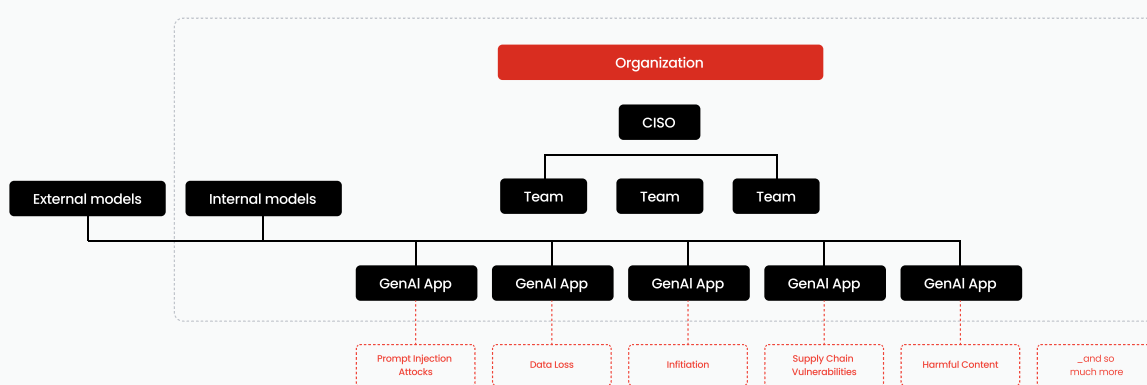 Organization
CISO
External models
Internal models
Team
Team
Team
GenAI App
GenAI App
GenAI App
GenAI App
GenAI App
Prompt Injection
Attocks
Data Loss
Infitiation
Supply Chain
Vulnerabilities
Harmful Content
_and so
much more